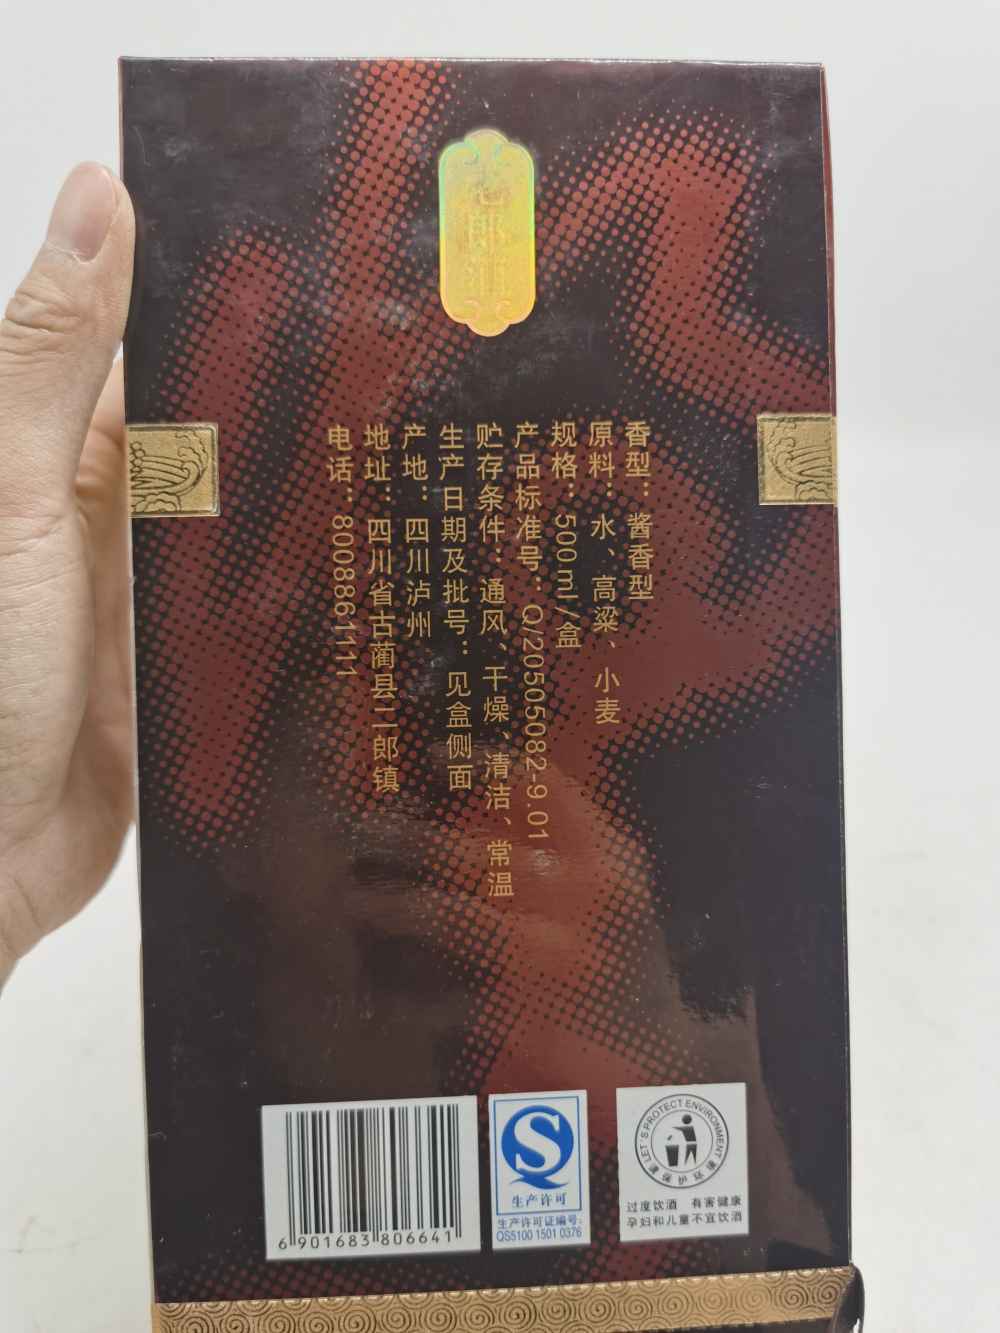 老郎酒
香型：酱香型
原料：水、高粱、小麦
规格：500ml/盒
产品标准号：Q/20505082-9.01
贮存条件：通风、干燥、清洁、常温
生产日期及批号：见盒侧面
产地：四川泸州
地址：四川省古蔺县二郎镇
电话：8008861111
6 901683 806641
生产许可
生产许可证编号：
QS5100 1501 0376
LET'S PROTECT ENVIRONMENT
过度饮酒 有害健康
孕妇和儿童不宜饮酒